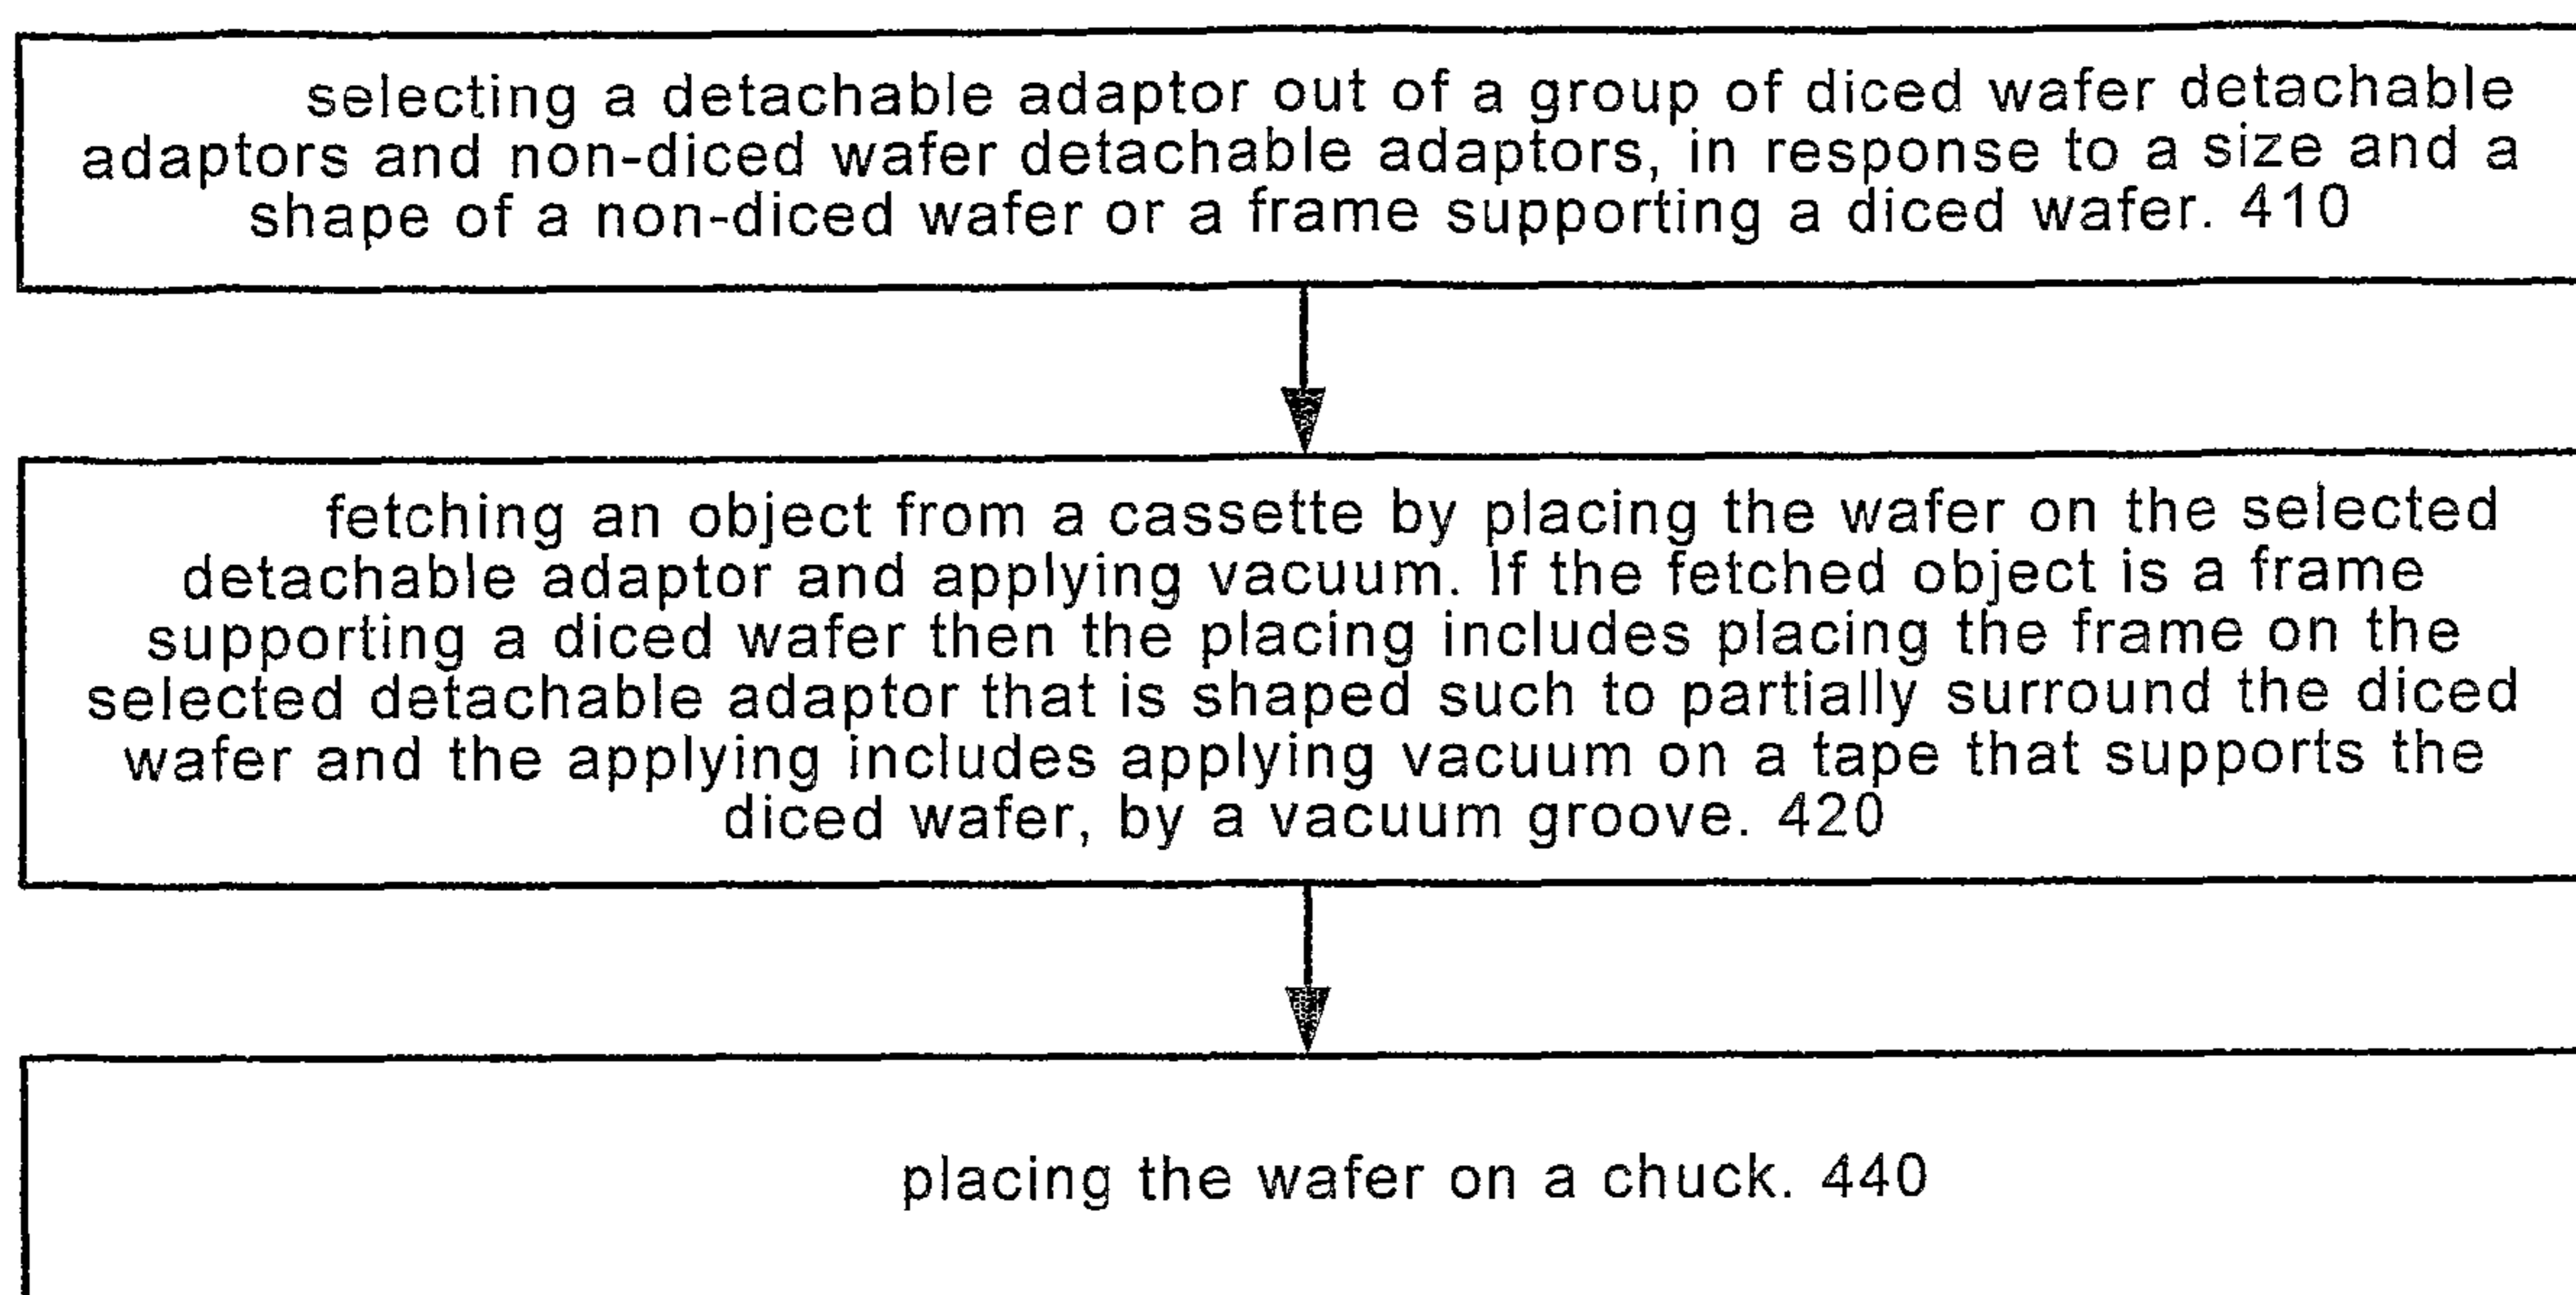 selecting a detachable adaptor out of a group of diced wafer detachable
adaptors and non-diced wafer detachable adaptors, in response to a size and a
shape of a non-diced wafer or a frame supporting a diced wafer. 410
fetching an object from a cassette by placing the wafer on the selected
detachable adaptor and applying vacuum. If the fetched object is a frame
supporting a diced wafer then the placing includes placing the frame on the
selected detachable adaptor that is shaped such to partially surround the diced
wafer and the applying includes applying vacuum on a tape that supports the
diced wafer, by a vacuum groove. 420
placing the wafer on a chuck. 440